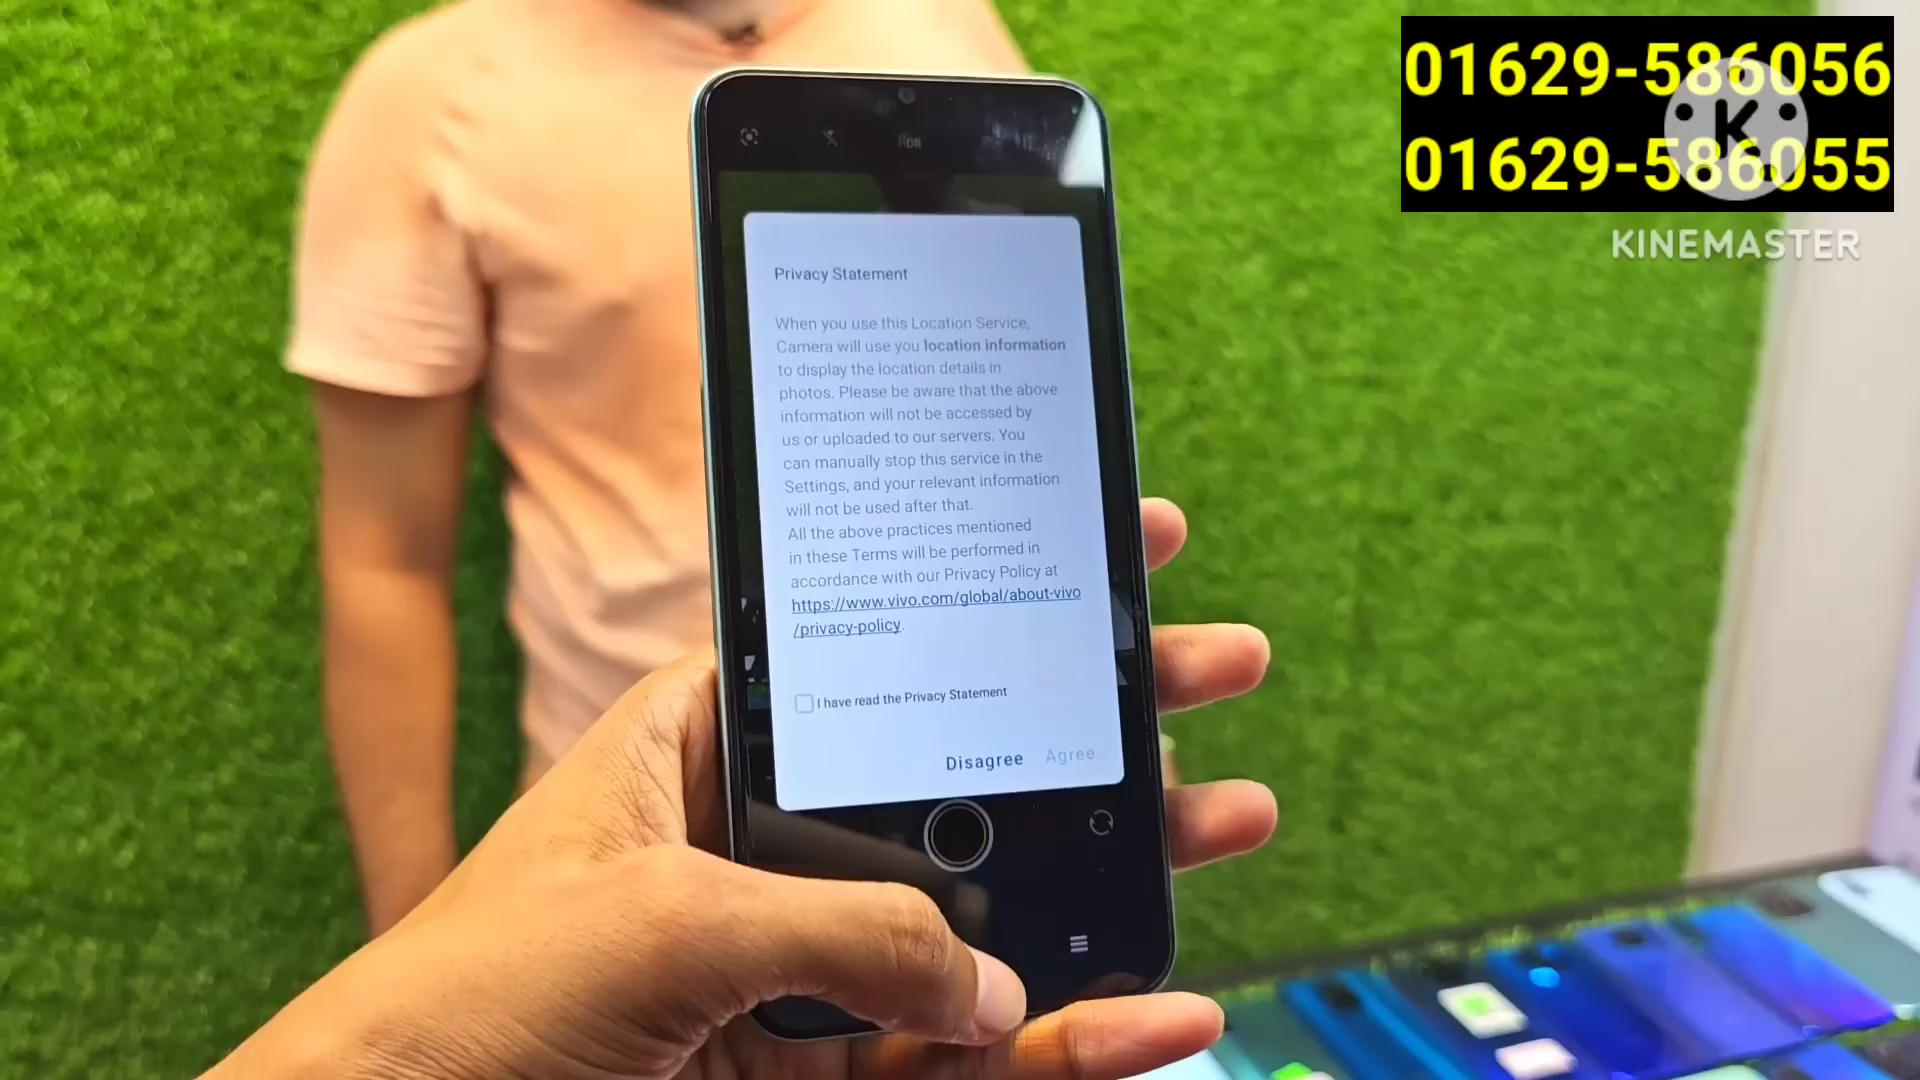 01629-586056
01629-586055
KINEMASTER
HDR
Privacy Statement
When you use this Location Service,
Camera will use you location information
to display the location details in
photos. Please be aware that the above
information will not be accessed by
us or uploaded to our servers. You
can manually stop this service in the
Settings, and your relevant information
will not be used after that.
All the above practices mentioned
in these Terms will be performed in
accordance with our Privacy Policy at
https://www.vivo.com/global/about-vivo
/privacy-policy.
I have read the Privacy Statement
Disagree Agree